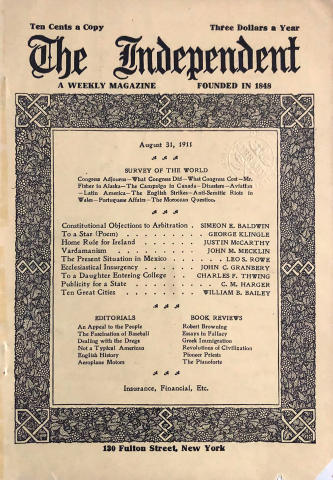 Ten Cents a Copy Three Dollars a Year
The Independent
A WEEKLY MAGAZINE FOUNDED IN 1848
August 31, 1911
SURVEY OF THE WORLD
Congress Adjourns—What Congress Did—What Congress Cost—Mr.
Fisher in Alaska—The Campaign in Canada—Disasters—Aviation
—Latin America—The English Strikes—Anti-Semitic Riots in
Wales—Portuguese Affairs—The Moroccan Question.
Constitutional Objections to Arbitration . SIMEON E. BALDWIN
To a Star (Poem) . . . . . . . . GEORGE KLINGLE
Home Rule for Ireland . . . . . . JUSTIN McCARTHY
Vardamanism . . . . . . . . JOHN M. MECKLIN
The Present Situation in Mexico . . . . . . LEO S. ROWE
Ecclesiastical Insurgency . . . . . JOHN C. GRANBERY
To a Daughter Entering College . . . CHARLES F. THWING
Publicity for a State . . . . . . . C. M. HARGER
Ten Great Cities . . . . . . . WILLIAM B. BAILEY
EDITORIALS BOOK REVIEWS
An Appeal to the People Robert Browning
The Fascination of Baseball Essays in Fallacy
Dealing with the Drugs Greek Immigration
Not a Typical American Revolutions of Civilization
English History Pioneer Priests
Aeroplane Motors The Pianoforte
Insurance, Financial, Etc.
130 Fulton Street, New York